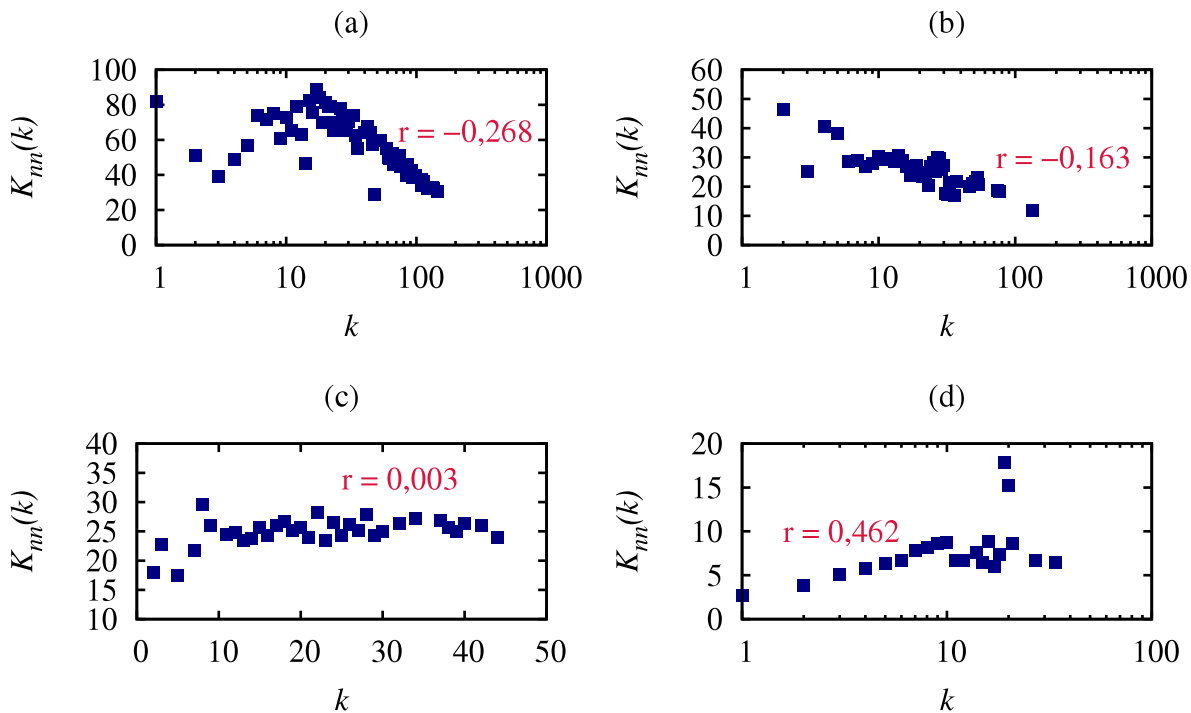 (a)
100
80
60
40
20
0
K_nn(k)
r = −0,268
1 10 100 1000
k
(b)
60
50
40
30
20
10
0
K_nn(k)
r = −0,163
1 10 100 1000
k
(c)
40
35
30
25
20
15
10
K_nn(k)
r = 0,003
0 10 20 30 40 50
k
(d)
20
15
10
5
0
K_nn(k)
r = 0,462
1 10 100
k